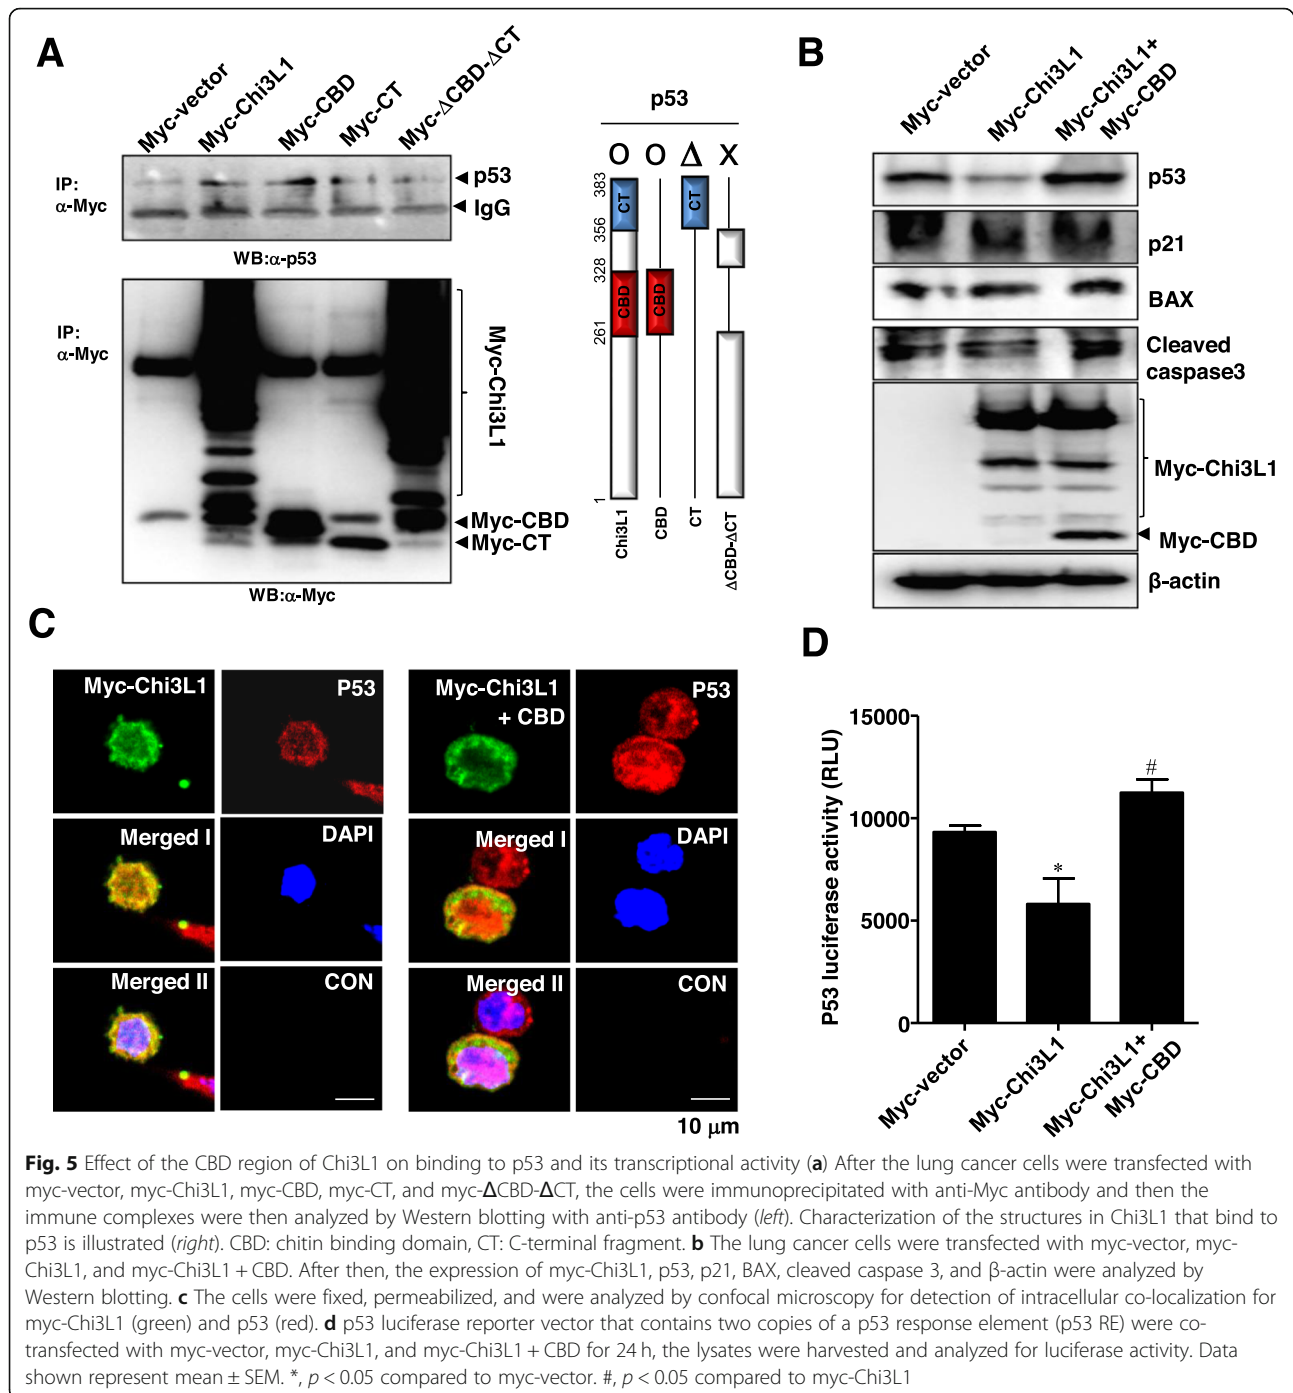 A
Myc-vector
Myc-Chi3L1
Myc-CBD
Myc-CT
Myc-ΔCBD-ΔCT
IP:
α-Myc
p53
IgG
WB:α-p53
IP:
α-Myc
Myc-Chi3L1
Myc-CBD
Myc-CT
WB:α-Myc
p53
O O Δ X
383
356
328
261
1
CT
CBD
CBD
CT
Chi3L1
CBD
CT
ΔCBD-ΔCT
B
Myc-vector
Myc-Chi3L1
Myc-Chi3L1+
Myc-CBD
p53
p21
BAX
Cleaved
caspase3
Myc-Chi3L1
Myc-CBD
β-actin
C
Myc-Chi3L1
P53
Merged I
DAPI
Merged II
CON
Myc-Chi3L1
+ CBD
P53
Merged I
DAPI
Merged II
CON
10 μm
D
P53 luciferase activity (RLU)
15000
10000
5000
0
*
#
Myc-vector
Myc-Chi3L1
Myc-Chi3L1+
Myc-CBD
Fig. 5 Effect of the CBD region of Chi3L1 on binding to p53 and its transcriptional activity (a) After the lung cancer cells were transfected with
myc-vector, myc-Chi3L1, myc-CBD, myc-CT, and myc-ΔCBD-ΔCT, the cells were immunoprecipitated with anti-Myc antibody and then the
immune complexes were then analyzed by Western blotting with anti-p53 antibody (left). Characterization of the structures in Chi3L1 that bind to
p53 is illustrated (right). CBD: chitin binding domain, CT: C-terminal fragment. b The lung cancer cells were transfected with myc-vector, myc-
Chi3L1, and myc-Chi3L1 + CBD. After then, the expression of myc-Chi3L1, p53, p21, BAX, cleaved caspase 3, and β-actin were analyzed by
Western blotting. c The cells were fixed, permeabilized, and were analyzed by confocal microscopy for detection of intracellular co-localization for
myc-Chi3L1 (green) and p53 (red). d p53 luciferase reporter vector that contains two copies of a p53 response element (p53 RE) were co-
transfected with myc-vector, myc-Chi3L1, and myc-Chi3L1 + CBD for 24 h, the lysates were harvested and analyzed for luciferase activity. Data
shown represent mean ± SEM. *, p < 0.05 compared to myc-vector. #, p < 0.05 compared to myc-Chi3L1